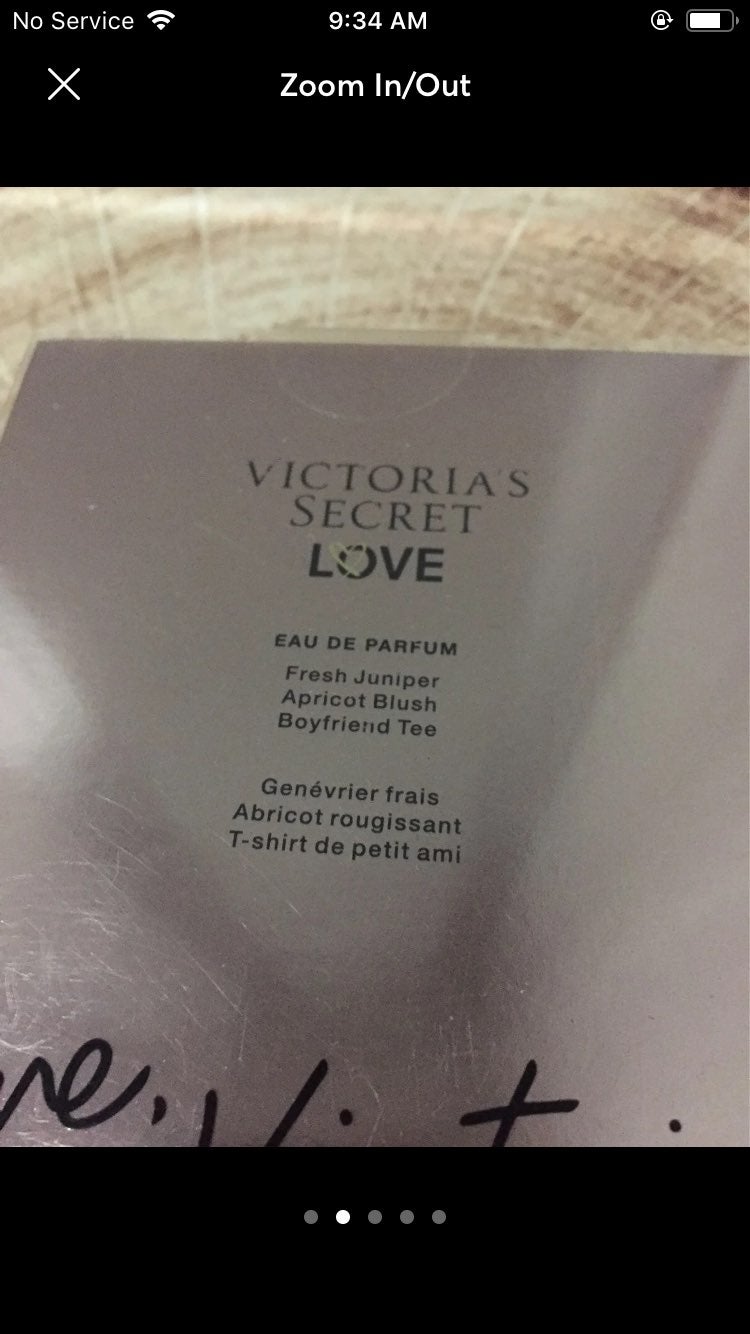 No Service
9:34 AM
Zoom In/Out
VICTORIA'S
SECRET
LOVE
EAU DE PARFUM
Fresh Juniper
Apricot Blush
Boyfriend Tee
Genévrier frais
Abricot rougissant
T-shirt de petit ami